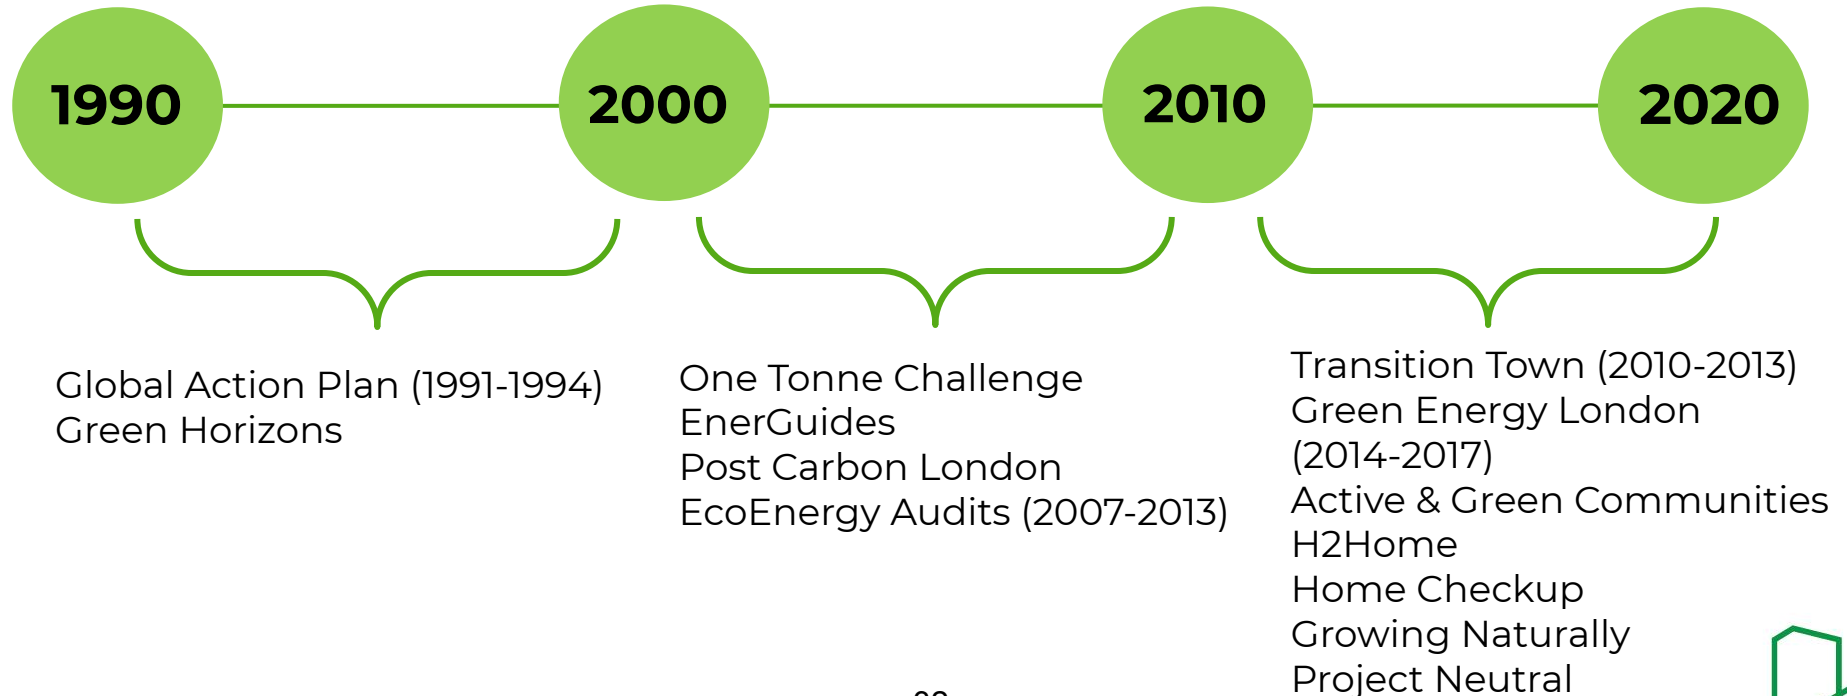 1990
2000
2010
2020
Global Action Plan (1991-1994)
Green Horizons
One Tonne Challenge
EnerGuides
Post Carbon London
EcoEnergy Audits (2007-2013)
Transition Town (2010-2013)
Green Energy London
(2014-2017)
Active & Green Communities
H2Home
Home Checkup
Growing Naturally
Project Neutral